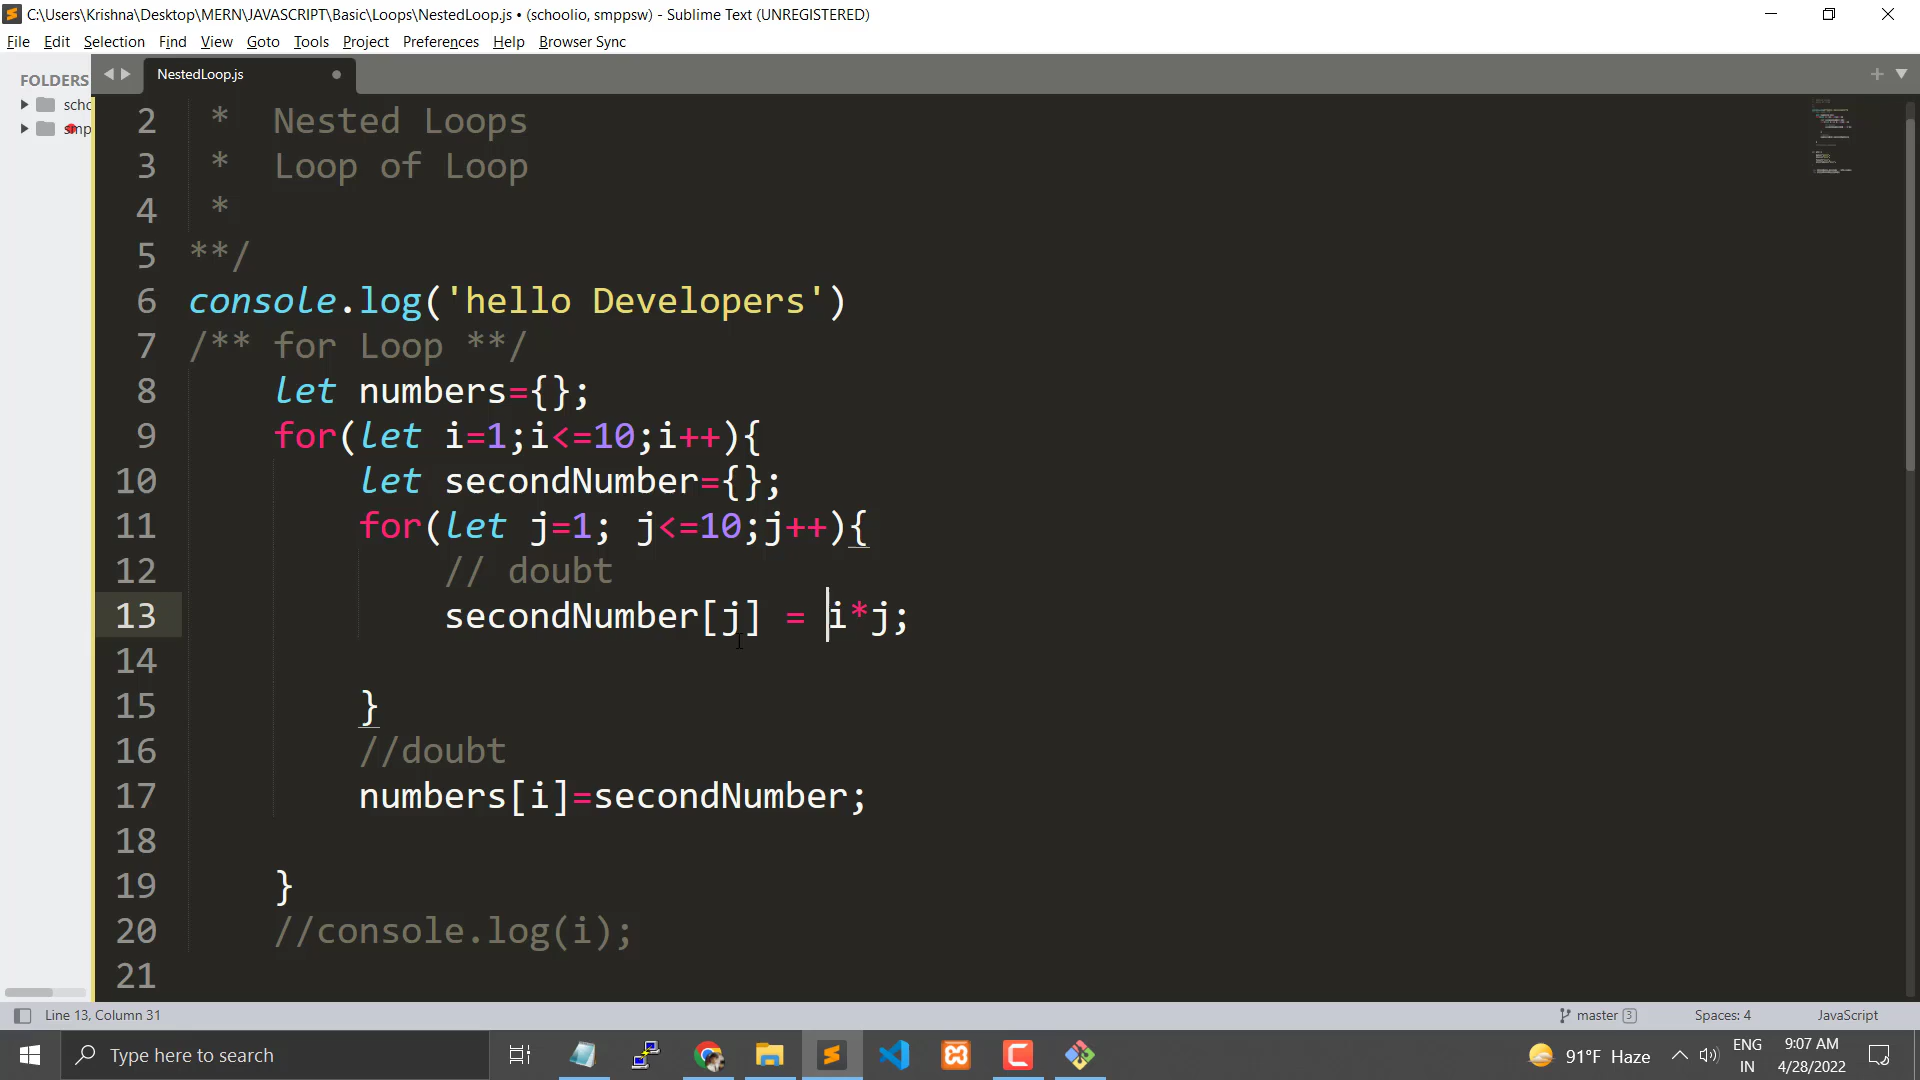 C:\Users\Krishna\Desktop\MERN\JAVASCRIPT\Basic\Loops\NestedLoop.js • (schoolio, smppsw) - Sublime Text (UNREGISTERED)
File Edit Selection Find View Goto Tools Project Preferences Help Browser Sync
FOLDERS
scho
smp
NestedLoop.js
2 * Nested Loops
3 * Loop of Loop
4 *
5 **/
6 console.log('hello Developers')
7 /** for Loop **/
8 let numbers={};
9 for(let i=1;i<=10;i++){
10 let secondNumber={};
11 for(let j=1; j<=10;j++){
12 // doubt
13 secondNumber[j] = i*j;
14
15 }
16 //doubt
17 numbers[i]=secondNumber;
18
19 }
20 //console.log(i);
21
Line 13, Column 31
master 3
Spaces: 4
JavaScript
Type here to search
91°F Haze
ENG
IN
9:07 AM
4/28/2022